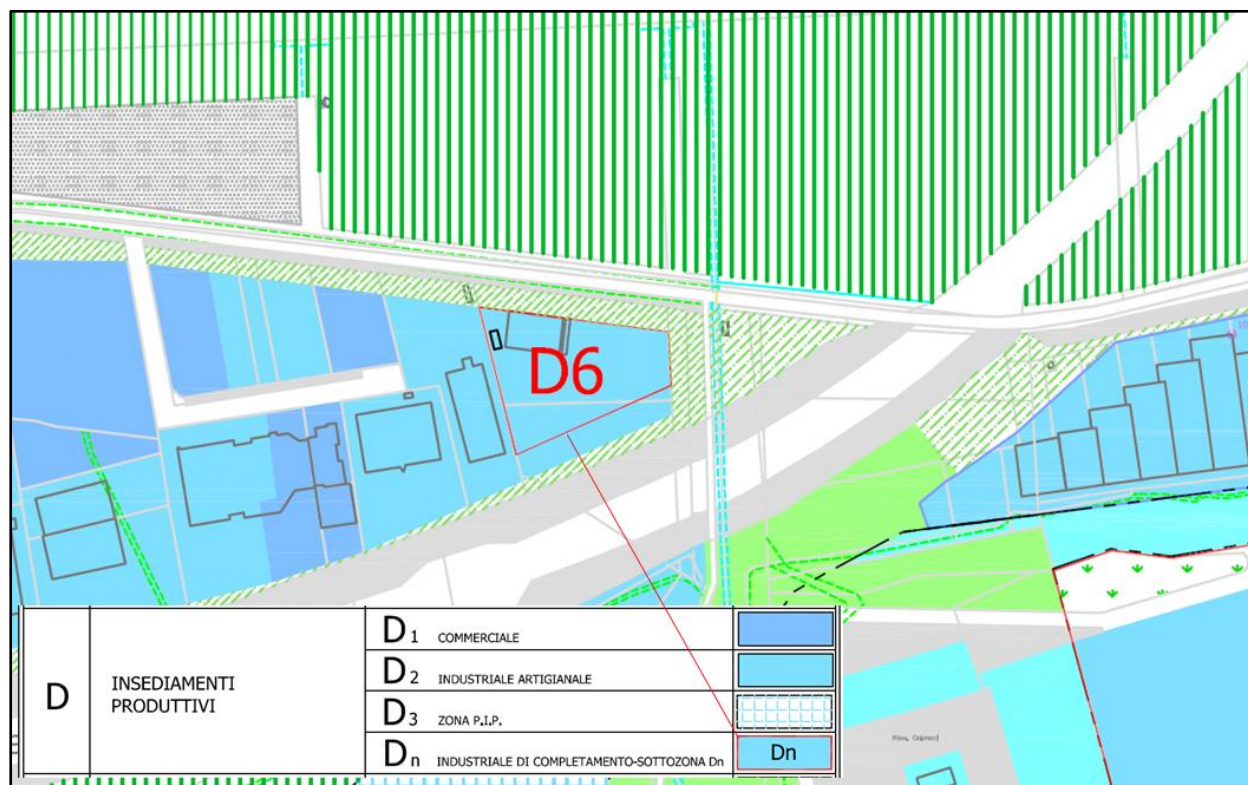 D6
D
INSEDIAMENTI
PRODUTTIVI
D1 COMMERCIALE
D2 INDUSTRIALE ARTIGIANALE
D3 ZONA P.I.P.
Dn INDUSTRIALE DI COMPLETAMENTO-SOTTOZONA Dn
Dn